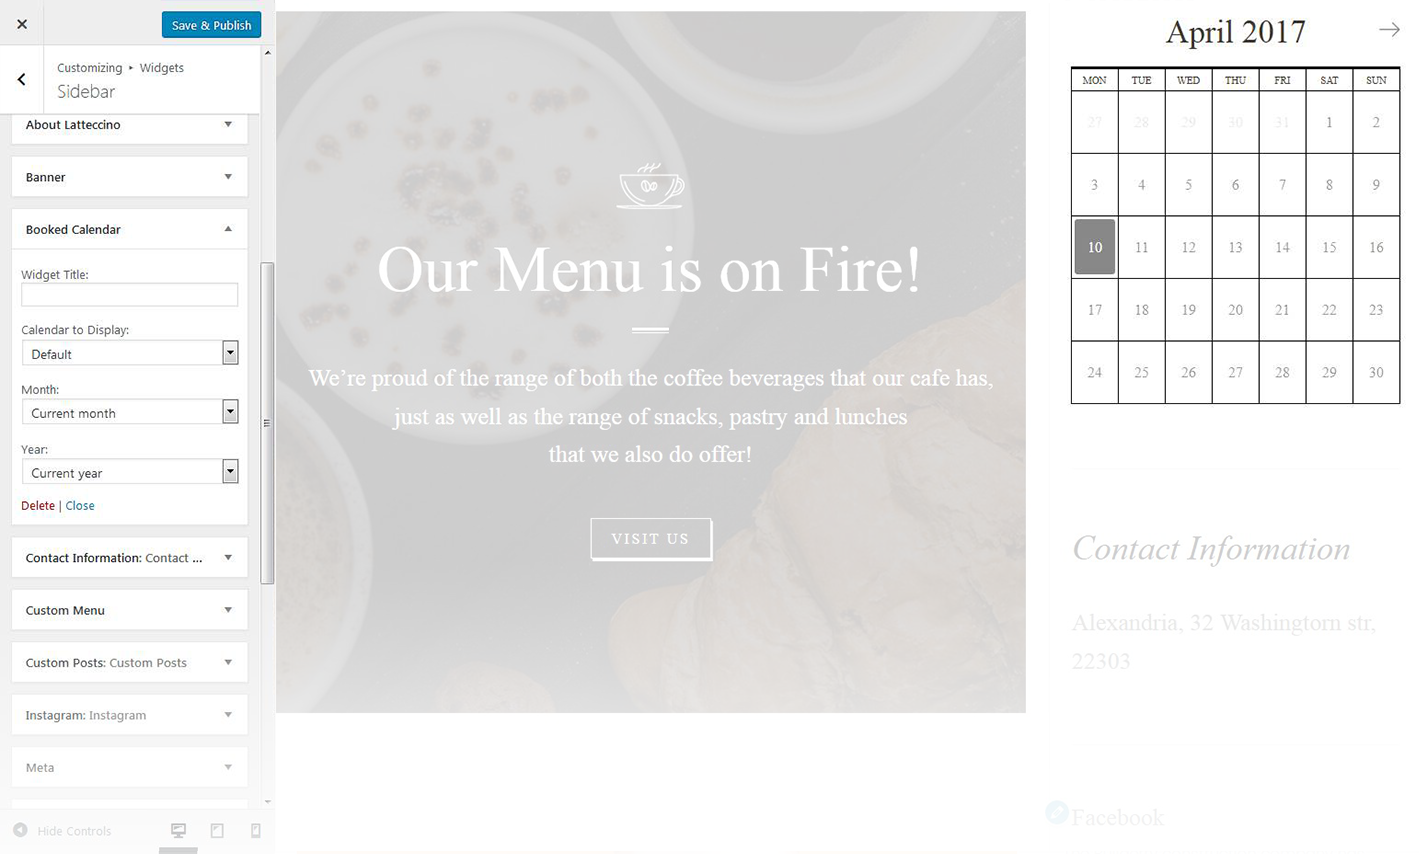 Save & Publish
Customizing ▸ Widgets
Sidebar
About Latteccino
Banner
Booked Calendar
Widget Title:
Calendar to Display:
Default
Month:
Current month
Year:
Current year
Delete | Close
Contact Information: Contact ...
Custom Menu
Custom Posts: Custom Posts
Instagram: Instagram
Meta
Hide Controls
Our Menu is on Fire!
We’re proud of the range of both the coffee beverages that our cafe has,
just as well as the range of snacks, pastry and lunches
that we also do offer!
VISIT US
April 2017
MON TUE WED THU FRI SAT SUN
27 28 29 30 31 1 2
3 4 5 6 7 8 9
10 11 12 13 14 15 16
17 18 19 20 21 22 23
24 25 26 27 28 29 30
Contact Information
Alexandria, 32 Washingtorn str,
22303
Facebook